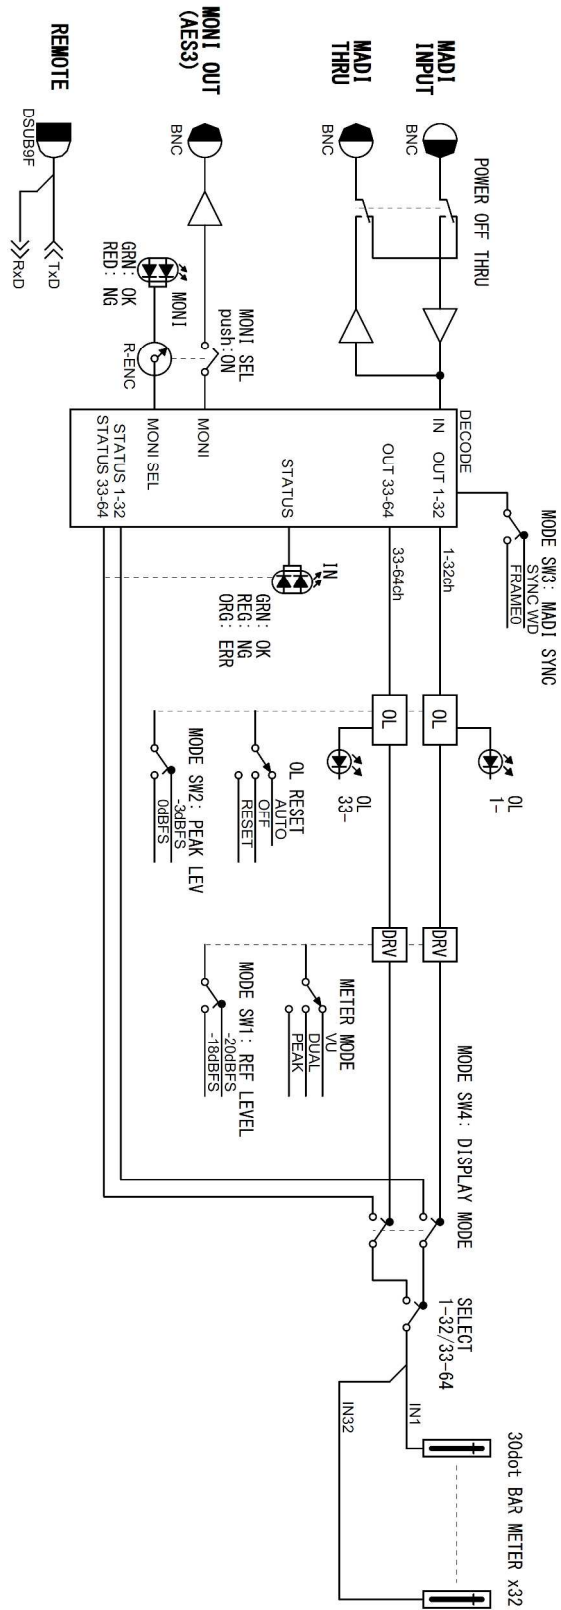 MADI
INPUT
BNC
MADI
THRU
BNC
POWER OFF THRU
MONI OUT
(AES3)
BNC
MONI SEL
push:ON
MONI
GRN: OK
RED: NG
R-ENC
REMOTE
DSUB9F
TxD
RxD
DECODE
IN
OUT 1-32
OUT 33-64
STATUS
MONI
MONI SEL
STATUS 1-32
STATUS 33-64
MODE SW3: MADI SYNC
SYNC WD
FRAME0
1-32ch
33-64ch
IN
GRN: OK
REG: NG
ORG: ERR
OL
OL
1-
OL
OL
33-
OL RESET
AUTO
OFF
RESET
MODE SW2: PEAK LEV
-3dBFS
0dBFS
DRV
DRV
METER MODE
VU
DUAL
PEAK
MODE SW1: REF LEVEL
-20dBFS
-18dBFS
MODE SW4: DISPLAY MODE
SELECT
1-32/33-64
IN1
IN32
30dot BAR METER x32